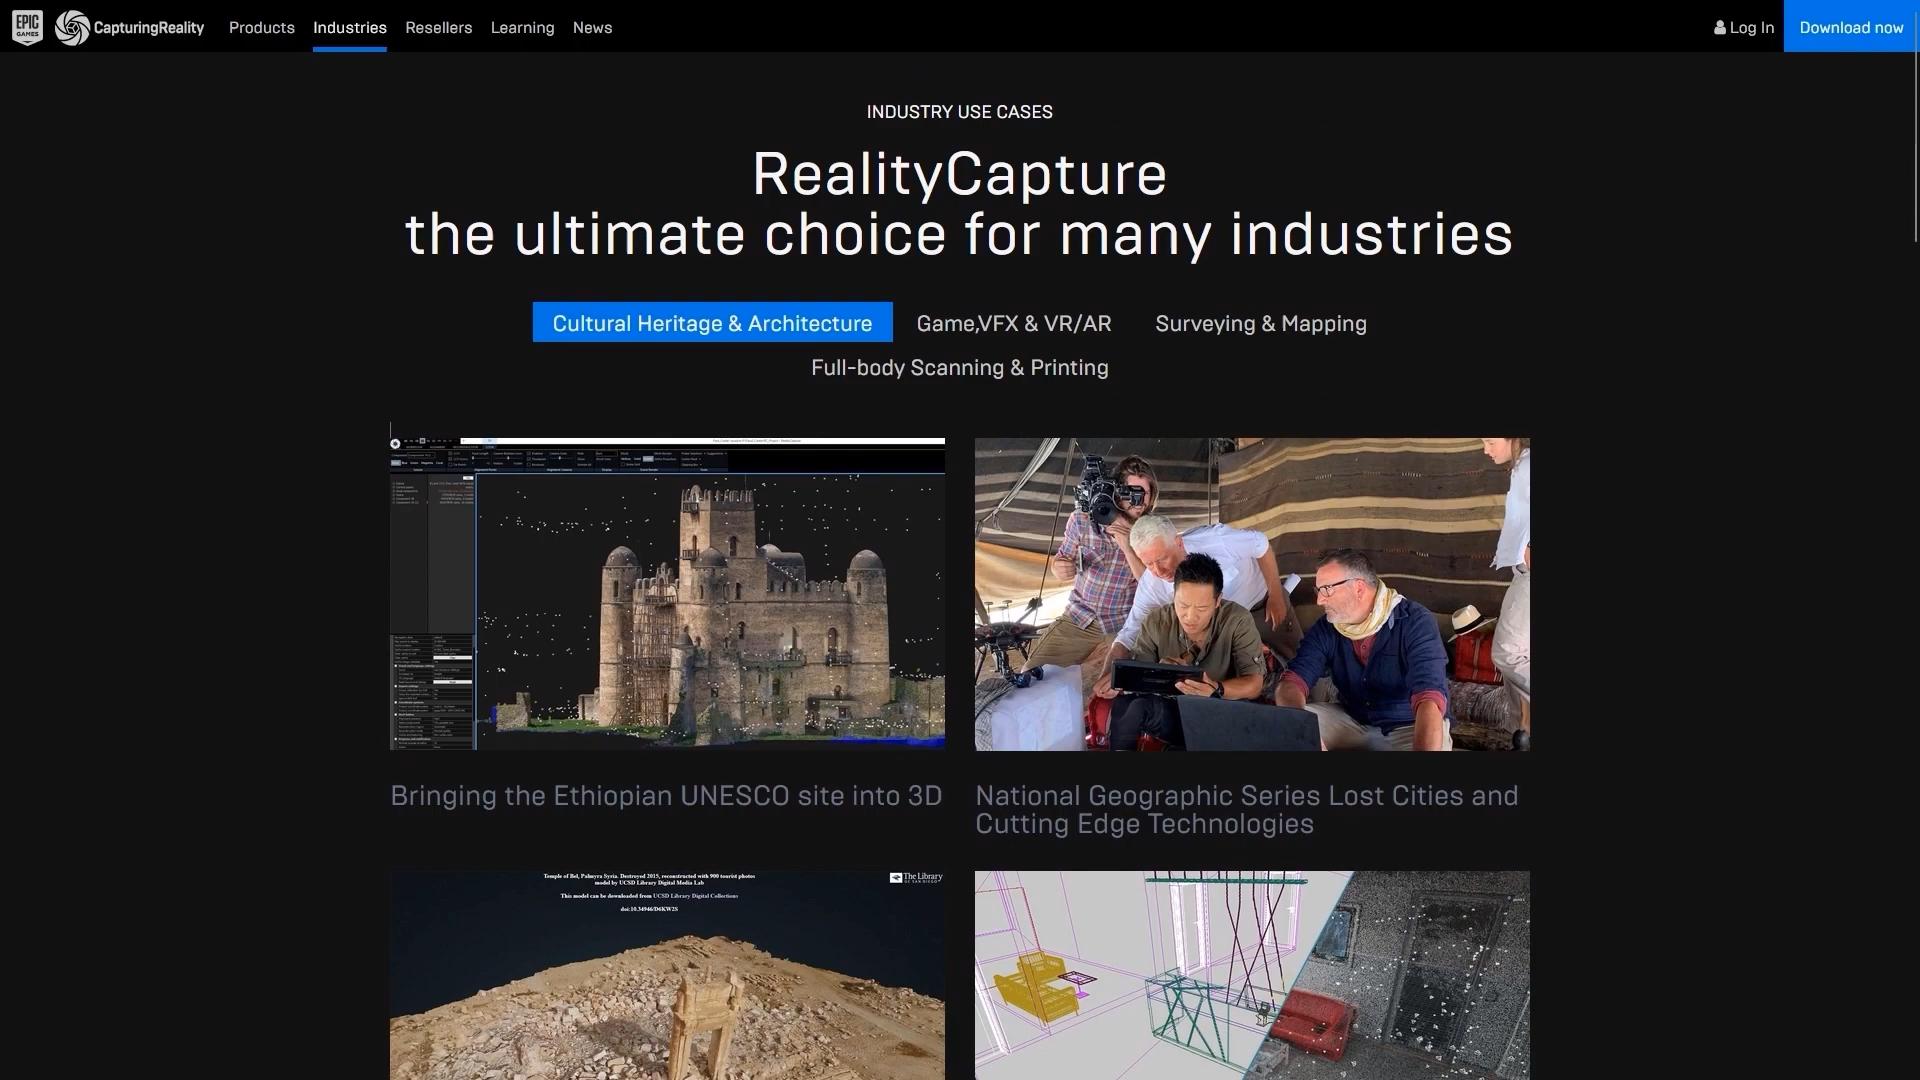 EPIC
GAMES
CapturingReality
Products
Industries
Resellers
Learning
News
Log In
Download now
INDUSTRY USE CASES
RealityCapture
the ultimate choice for many industries
Cultural Heritage & Architecture
Game,VFX & VR/AR
Surveying & Mapping
Full-body Scanning & Printing
Bringing the Ethiopian UNESCO site into 3D
National Geographic Series Lost Cities and
Cutting Edge Technologies
Temple of Bel, Palmyra Syria. Destroyed 2015, reconstructed with 900 tourist photos
model by UCSD Library Digital Media Lab
This model can be downloaded from UCSD Library Digital Collections
doi:10.34946/D6KW2S
The Library